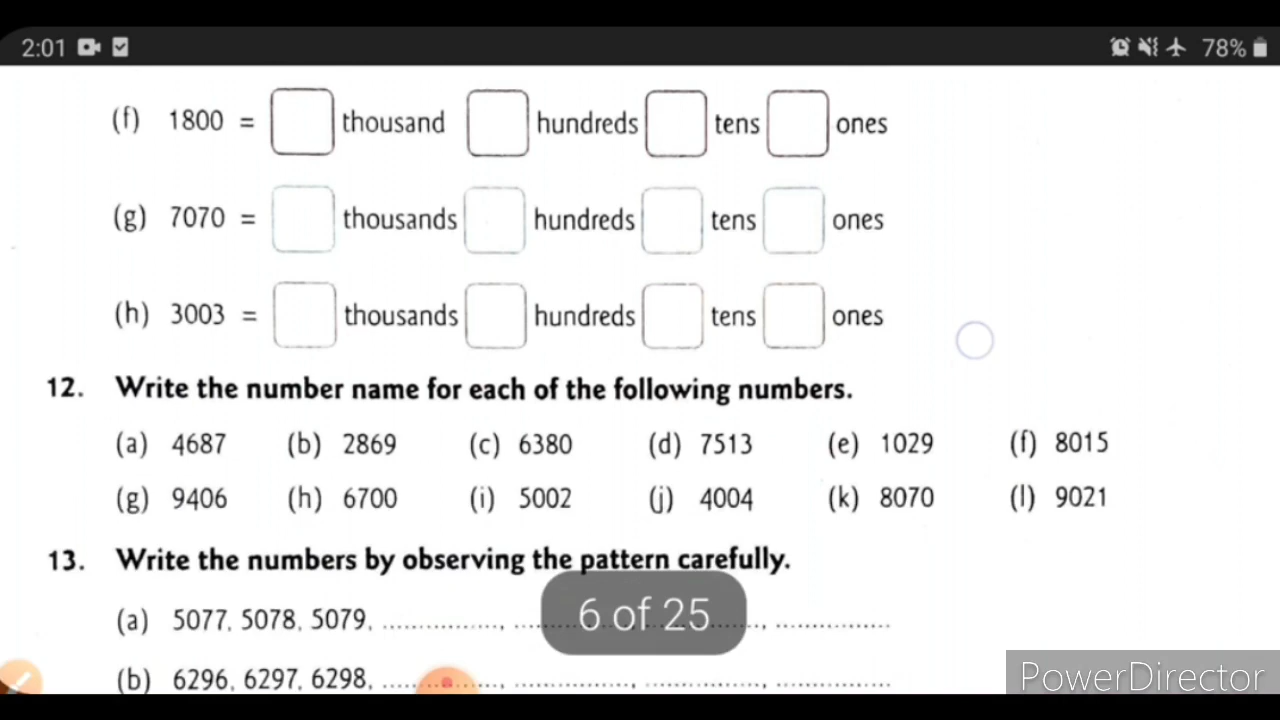 2:01 78%
(f) 1800 = thousand hundreds tens ones
(g) 7070 = thousands hundreds tens ones
(h) 3003 = thousands hundreds tens ones
12. Write the number name for each of the following numbers.
(a) 4687 (b) 2869 (c) 6380 (d) 7513 (e) 1029 (f) 8015
(g) 9406 (h) 6700 (i) 5002 (j) 4004 (k) 8070 (l) 9021
13. Write the numbers by observing the pattern carefully.
(a) 5077, 5078, 5079, ..............., ..............., ...............
6 of 25
(b) 6296, 6297, 6298, ..............., ..............., ..............., ...............
PowerDirector